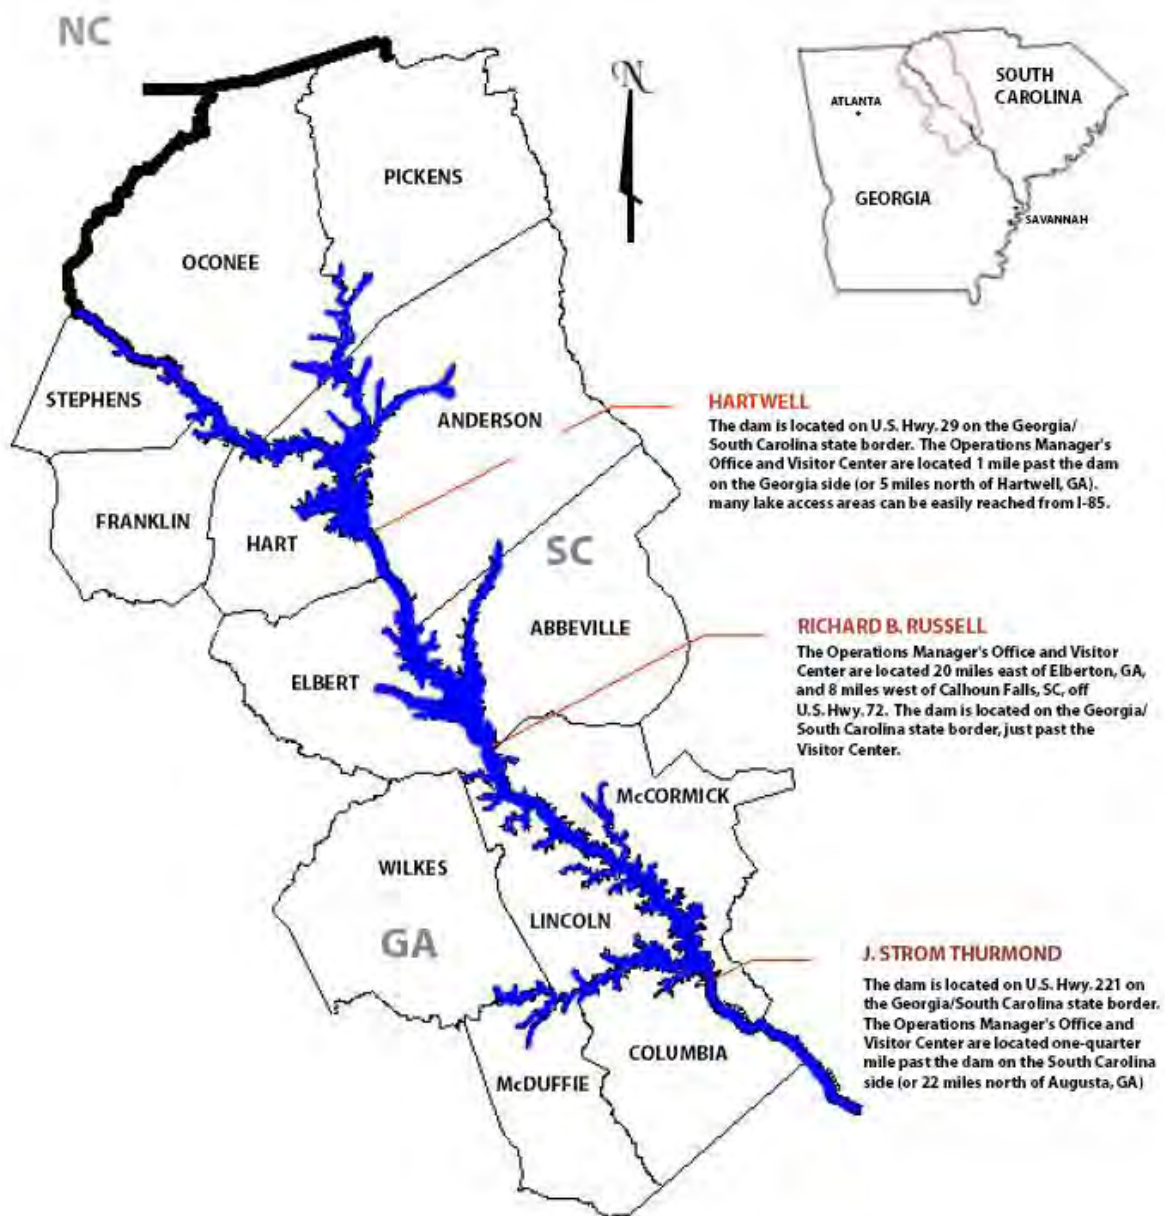 NC
N
SOUTH
CAROLINA
ATLANTA
PICKENS
GEORGIA
SAVANNAH
OCONEE
STEPHENS
ANDERSON
HARTWELL
The dam is located on U.S. Hwy. 29 on the Georgia/
South Carolina state border. The Operations Manager's
Office and Visitor Center are located 1 mile past the dam
on the Georgia side (or 5 miles north of Hartwell, GA).
many lake access areas can be easily reached from I-85.
FRANKLIN
HART
SC
ABBEVILLE
RICHARD B. RUSSELL
The Operations Manager's Office and Visitor
Center are located 20 miles east of Elberton, GA,
and 8 miles west of Calhoun Falls, SC, off
U.S. Hwy. 72. The dam is located on the Georgia/
South Carolina state border, just past the
Visitor Center.
ELBERT
McCORMICK
WILKES
LINCOLN
GA
J. STROM THURMOND
The dam is located on U.S. Hwy. 221 on
the Georgia/South Carolina state border.
The Operations Manager's Office and
Visitor Center are located one-quarter
mile past the dam on the South Carolina
side (or 22 miles north of Augusta, GA)
COLUMBIA
McDUFFIE